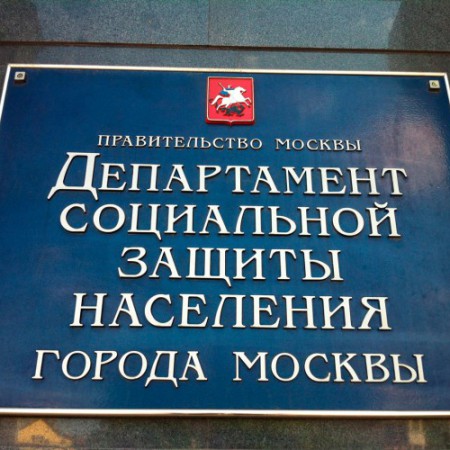 ПРАВИТЕЛЬСТВО МОСКВЫ
ДЕПАРТАМЕНТ
СОЦИАЛЬНОЙ
ЗАЩИТЫ
НАСЕЛЕНИЯ
ГОРОДА МОСКВЫ